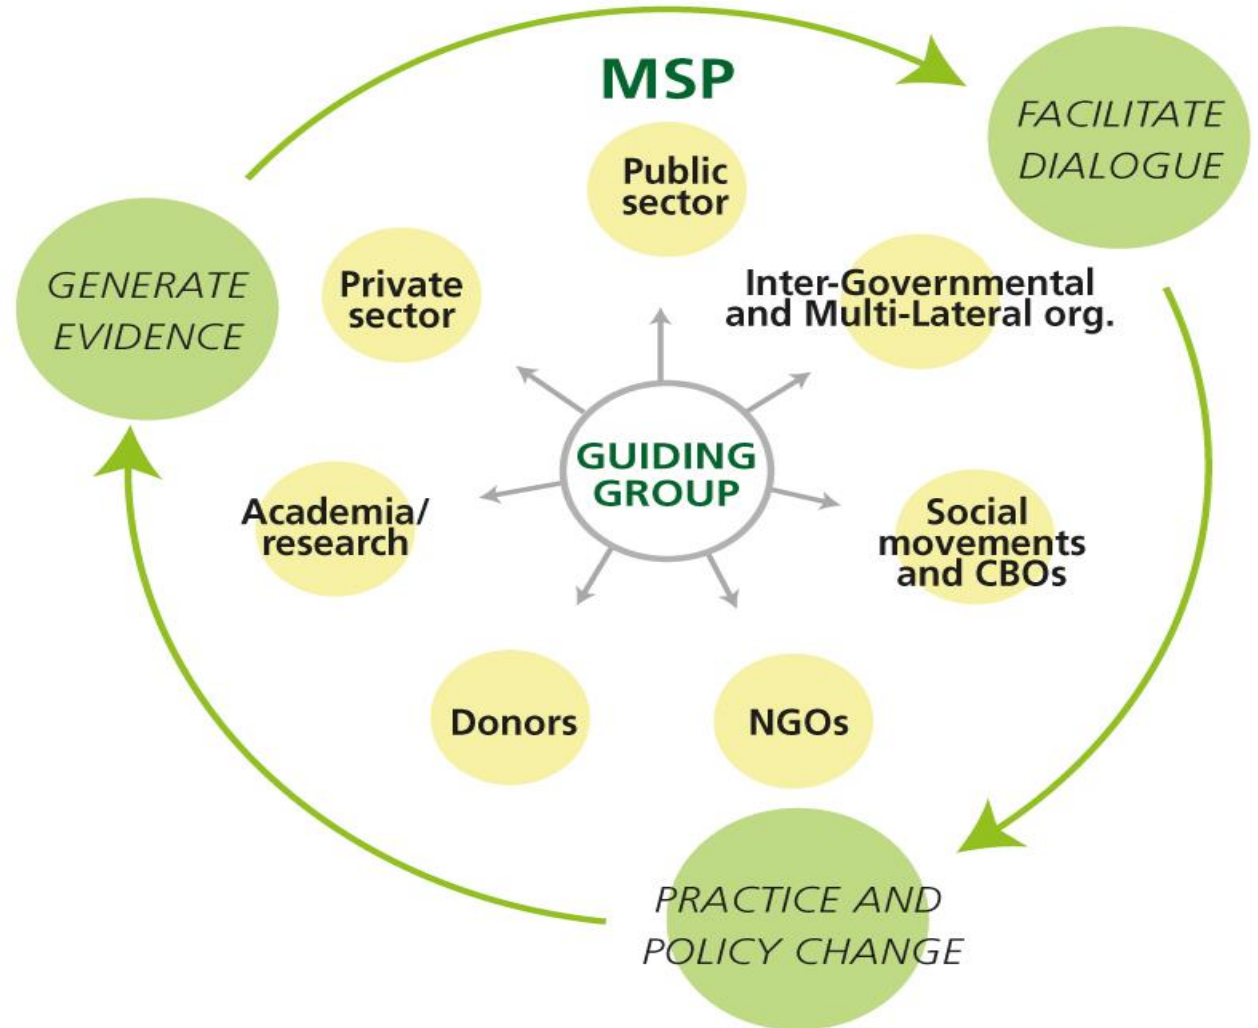 MSP
FACILITATE
DIALOGUE
Public
sector
GENERATE
EVIDENCE
Private
sector
Inter-Governmental
and Multi-Lateral org.
GUIDING
GROUP
Academia/
research
Social
movements
and CBOs
Donors
NGOs
PRACTICE AND
POLICY CHANGE